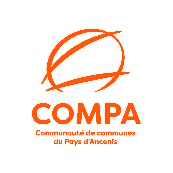 COMPA
Communauté de communes
du Pays d'Ancenis